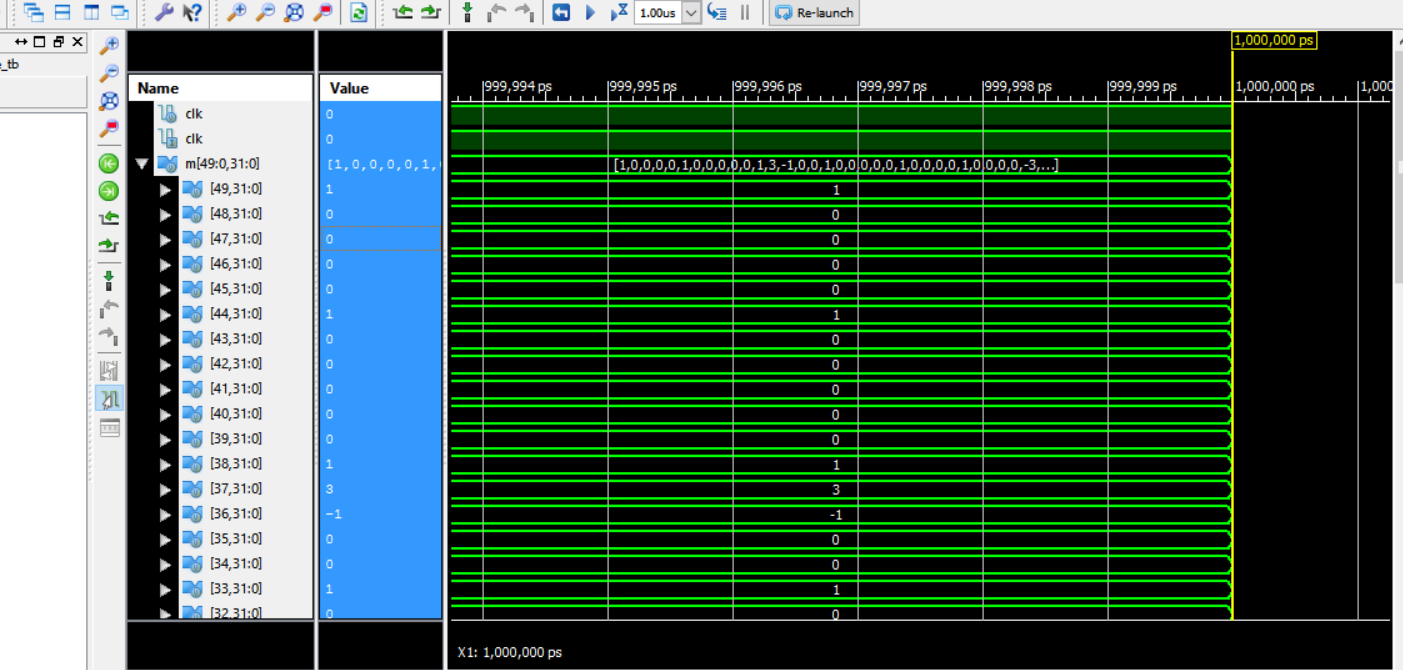 1.00us
Re-launch
_tb
1,000,000 ps
Name Value
999,994 ps 999,995 ps 999,996 ps 999,997 ps 999,998 ps 999,999 ps 1,000,000 ps 1,000
clk 0
clk 0
m[49:0,31:0] [1,0,0,0,0,1, [1,0,0,0,0,1,0,0,0,0,0,1,3,-1,0,0,1,0,0,0,0,0,0,1,0,0,0,0,1,0,0,0,0,-3,...]
[49,31:0] 1 1
[48,31:0] 0 0
[47,31:0] 0 0
[46,31:0] 0 0
[45,31:0] 0 0
[44,31:0] 1 1
[43,31:0] 0 0
[42,31:0] 0 0
[41,31:0] 0 0
[40,31:0] 0 0
[39,31:0] 0 0
[38,31:0] 1 1
[37,31:0] 3 3
[36,31:0] -1 -1
[35,31:0] 0 0
[34,31:0] 0 0
[33,31:0] 1 1
[32,31:0] 0 0
X1: 1,000,000 ps